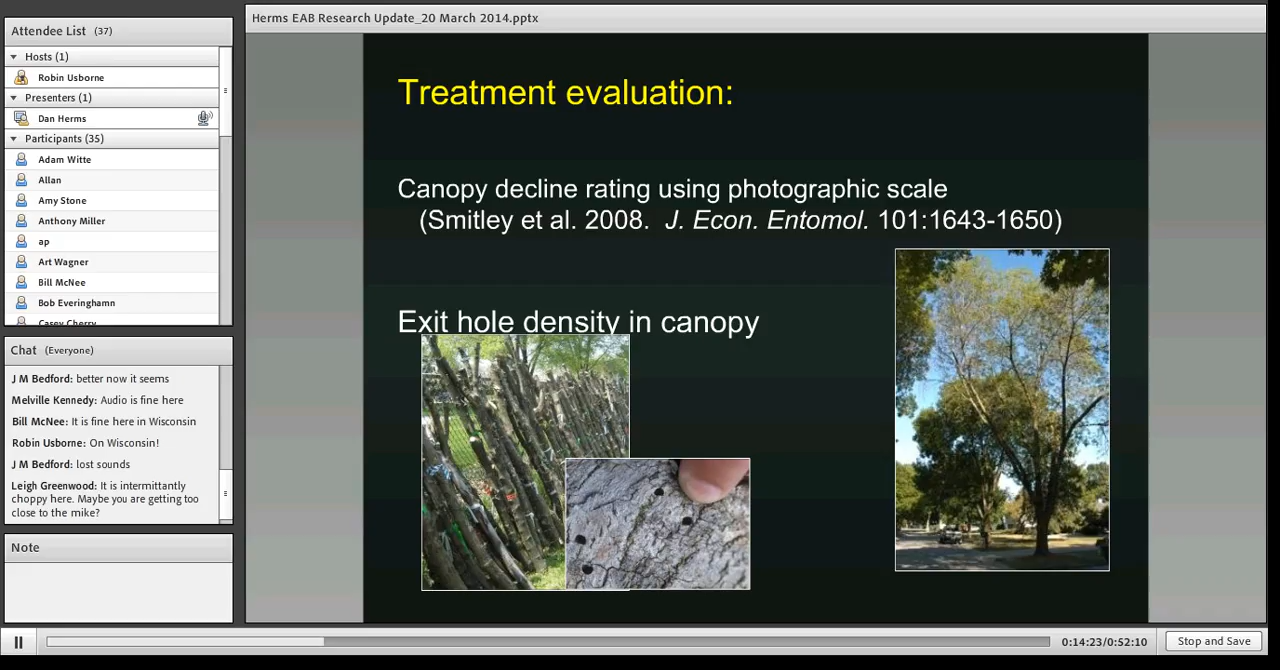 Herms EAB Research Update_20 March 2014.pptx
Attendee List (37)
Hosts (1)
Robin Usborne
Presenters (1)
Dan Herms
Participants (35)
Adam Witte
Allan
Amy Stone
Anthony Miller
ap
Art Wagner
Bill McNee
Bob Everinghamn
Casey Cherry
Chat (Everyone)
J M Bedford: better now it seems
Melville Kennedy: Audio is fine here
Bill McNee: It is fine here in Wisconsin
Robin Usborne: On Wisconsin!
J M Bedford: lost sounds
Leigh Greenwood: It is intermittantly
choppy here. Maybe you are getting too
close to the mike?
Note
Treatment evaluation:
Canopy decline rating using photographic scale
(Smitley et al. 2008. J. Econ. Entomol. 101:1643-1650)
Exit hole density in canopy
0:14:23/0:52:10
Stop and Save